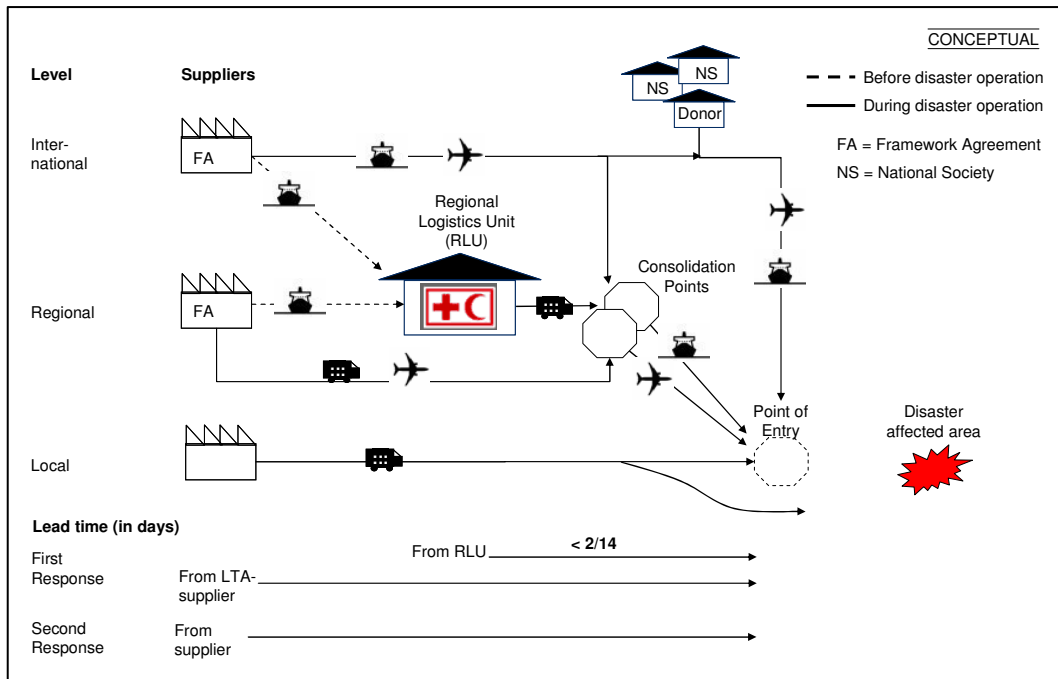 CONCEPTUAL
Level
Suppliers
NS
NS
Donor
Before disaster operation
During disaster operation
FA = Framework Agreement
NS = National Society
Inter-
national
FA
Regional
Logistics Unit
(RLU)
Consolidation
Points
Regional
FA
Point of
Entry
Disaster
affected area
Local
Lead time (in days)
First
Response
From RLU
< 2/14
From LTA-
supplier
Second
Response
From
supplier